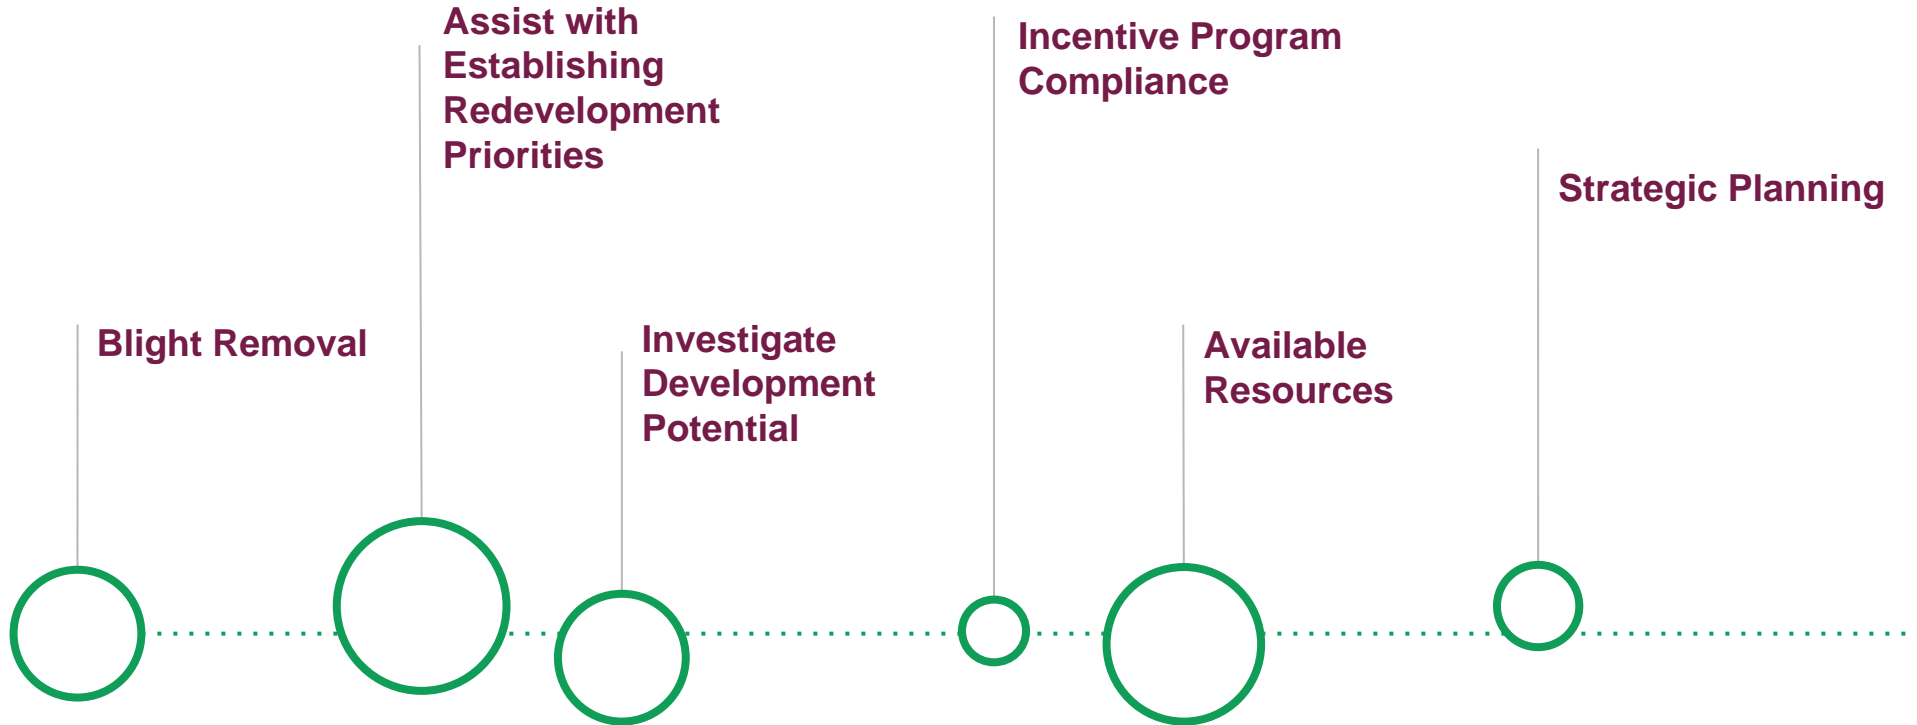 Blight Removal
Assist with
Establishing
Redevelopment
Priorities
Investigate
Development
Potential
Incentive Program
Compliance
Available
Resources
Strategic Planning